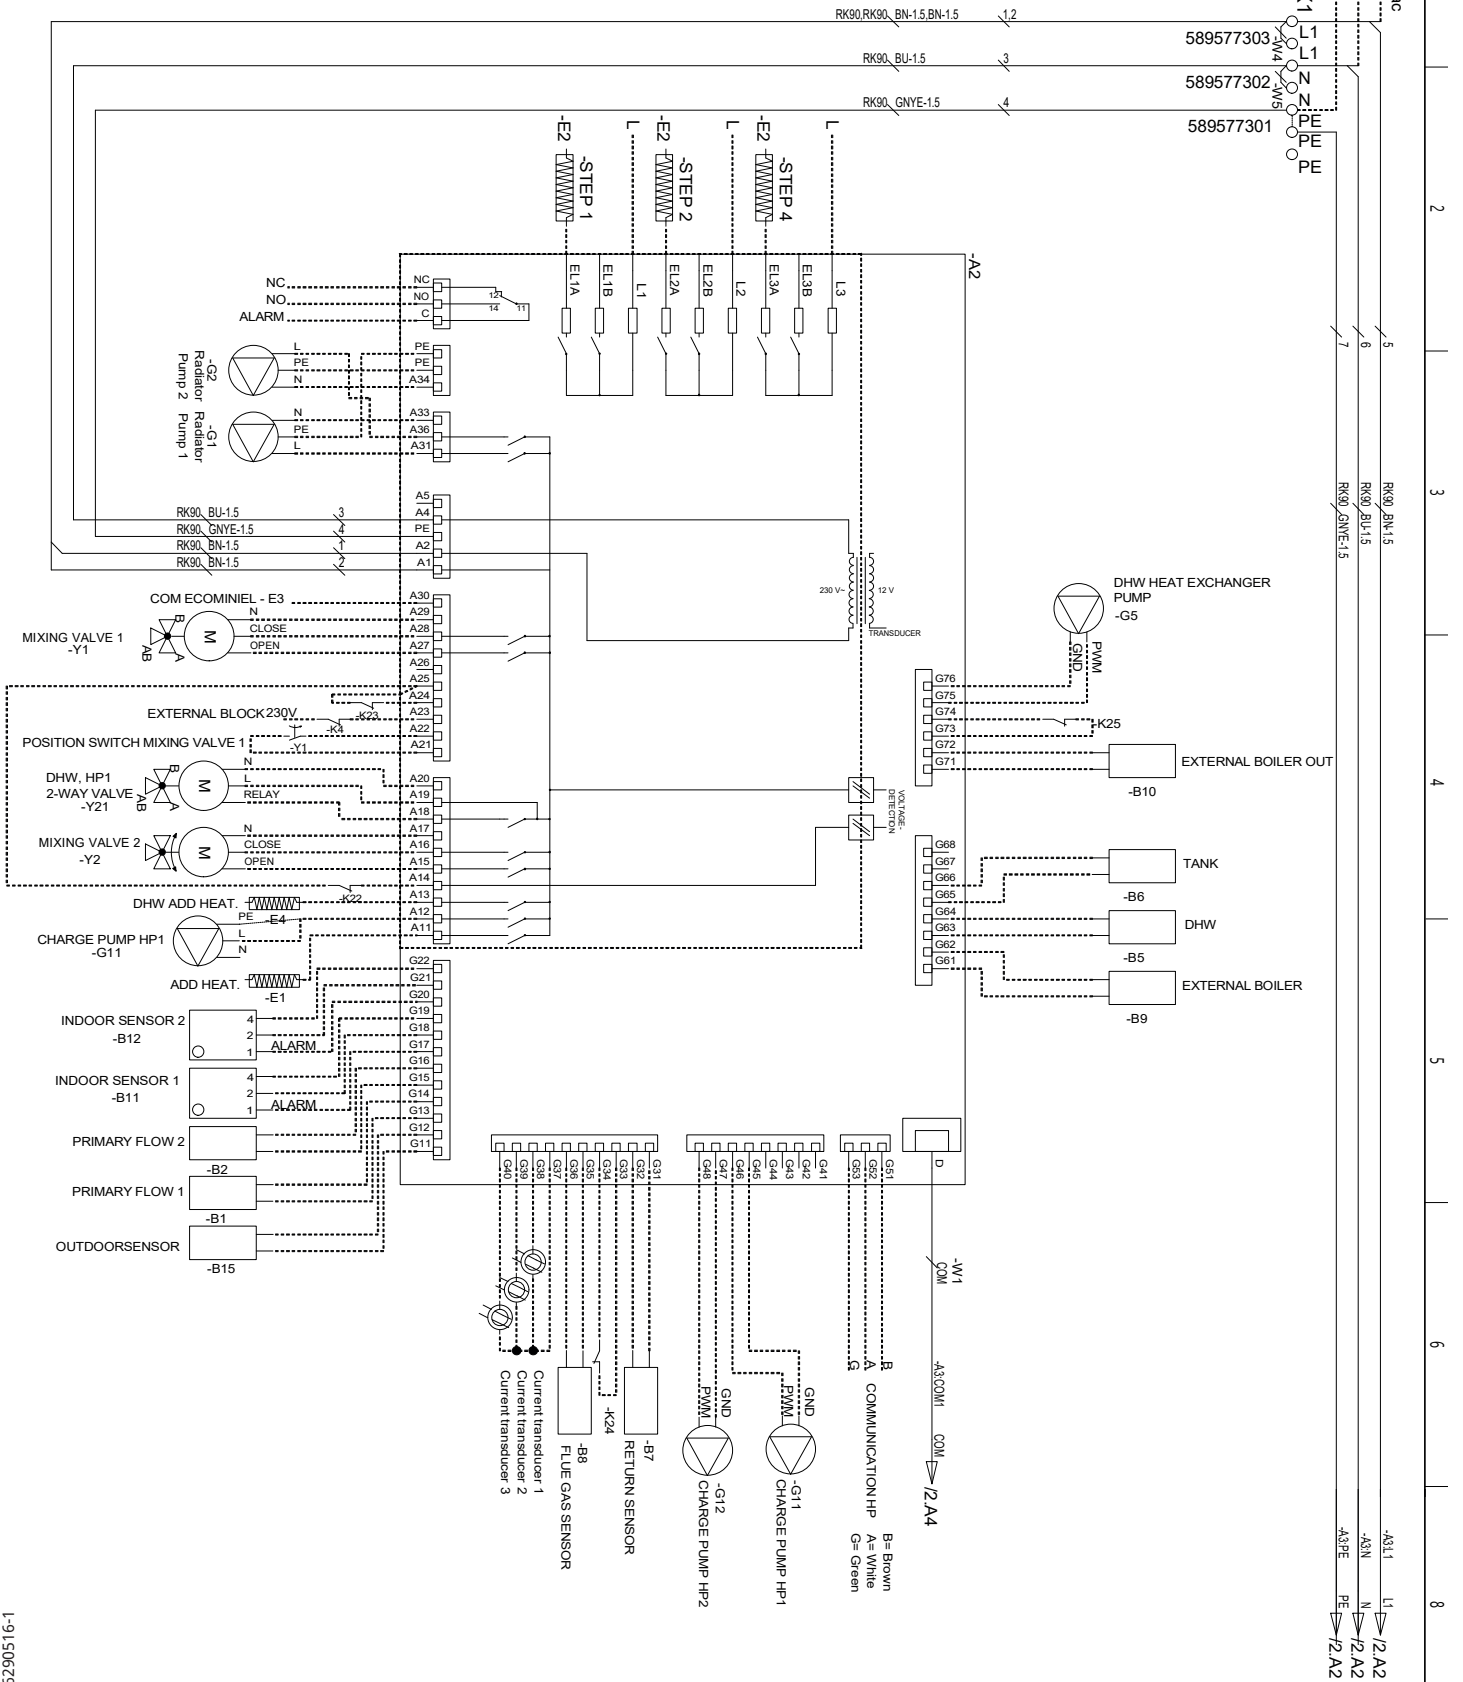 RK90,RK90 BN-1.5,BN-1.5 1,2
RK90 BU-1.5 3
RK90 GNYE-1.5 4
589577303
-W4
L1
L1
589577302
-W5
N
N
589577301
PE
PE
PE
2
3
4
5
6
8
-E2
-STEP 1
L
-E2
-STEP 2
L
-E2
-STEP 4
L
-A2
EL1A
EL1B
L1
EL2A
EL2B
L2
EL3A
EL3B
L3
NC NC
NO NO
ALARM C
12
14
11
-G2
Radiator
Pump 2
L PE
PE PE
N A34
-G1
Radiator
Pump 1
N A33
PE A36
L A31
7
6
5
RK90 GNYE-1.5
RK90 BU-1.5
RK90 BN-1.5
A5
RK90 BU-1.5 3 A4
RK90 GNYE-1.5 4 PE
RK90 BN-1.5 1 A2
RK90 BN-1.5 2 A1
230 V~
12 V
TRANSDUCER
COM ECOMINIEL - E3 A30
MIXING VALVE 1
-Y1
B
A
AB
M
N A29
CLOSE A28
OPEN A27
A26
A25
A24
-K23
EXTERNAL BLOCK 230V
-K4
A23
A22
POSITION SWITCH MIXING VALVE 1
-Y1
A21
DHW, HP1
2-WAY VALVE
-Y21
B
A
AB
M
N A20
L A19
RELAY A18
MIXING VALVE 2
-Y2
M
N A17
CLOSE A16
OPEN A15
A14
-K22
DHW ADD HEAT.
-E4
A13
CHARGE PUMP HP1
-G11
PE
L
N
A12
A11
ADD HEAT.
-E1
VOLTAGE-
DETECTION
DHW HEAT EXCHANGER
PUMP
-G5
GND
PWM
G76
G75
G74
-K25
G73
G72
G71
EXTERNAL BOILER OUT
-B10
G68
G67
G66
G65
G64
G63
G62
G61
TANK
-B6
DHW
-B5
EXTERNAL BOILER
-B9
G22
G21
G20
G19
G18
G17
G16
G15
G14
G13
G12
G11
INDOOR SENSOR 2
-B12
4
2
1 ALARM
INDOOR SENSOR 1
-B11
4
2
1 ALARM
PRIMARY FLOW 2
-B2
PRIMARY FLOW 1
-B1
OUTDOORSENSOR
-B15
G40
G39
G38
G37
G36
G35
G34
G33
G32
G31
G48
G47
G46
G45
G44
G43
G42
G41
G53
G52
G51
D
Current transducer 1
Current transducer 2
Current transducer 3
-B8
FLUE GAS SENSOR
-K24
-B7
RETURN SENSOR
PWM
GND
-G12
CHARGE PUMP HP2
PWM
GND
-G11
CHARGE PUMP HP1
G
A
B
COMMUNICATION HP
B= Brown
A= White
G= Green
-W1
COM
-A3:COM1
COM
/2.A4
-A3:L1 L1 /2.A2
-A3:N N /2.A2
-A3:PE PE /2.A2